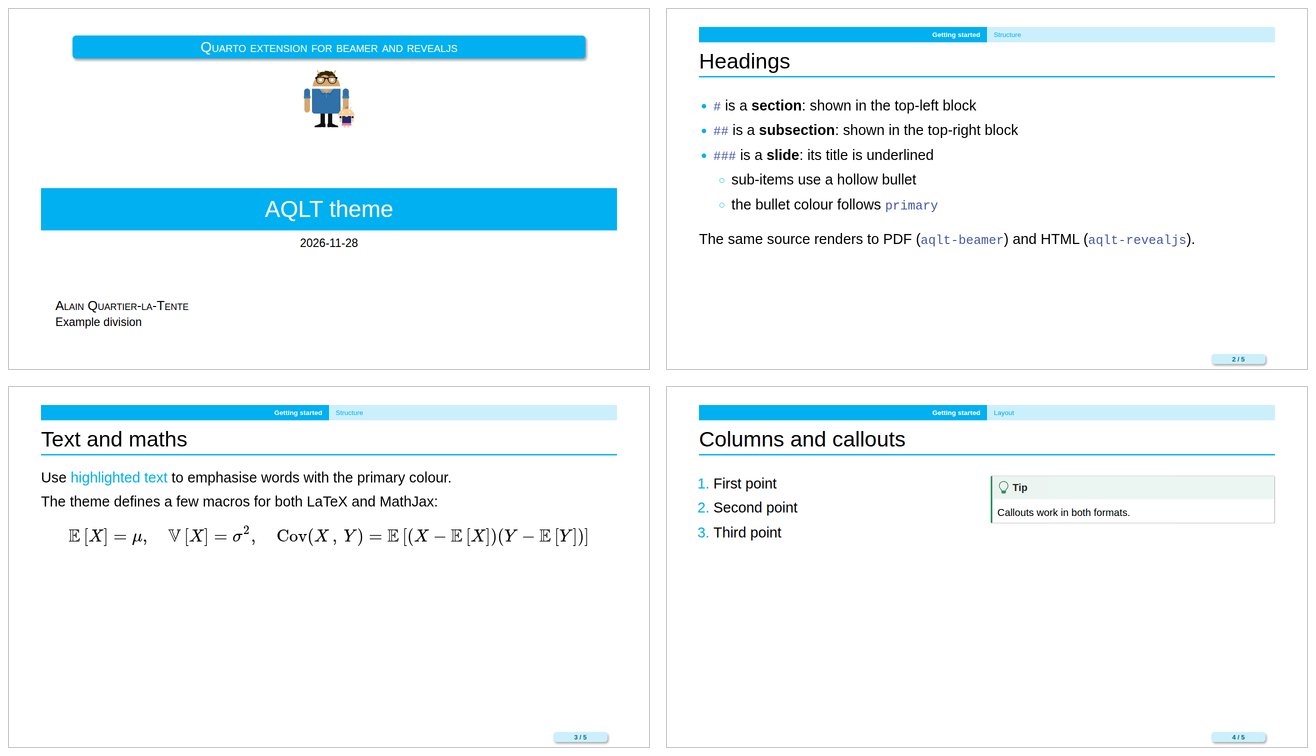 Quarto extension for beamer and revealjs
AQLT theme
2026-11-28
Alain Quartier-la-Tente
Example division
Getting started Structure
Headings
• # is a section: shown in the top-left block
• ## is a subsection: shown in the top-right block
• ### is a slide: its title is underlined
○ sub-items use a hollow bullet
○ the bullet colour follows primary
The same source renders to PDF (aqlt-beamer) and HTML (aqlt-revealjs).
2 / 5
Getting started Structure
Text and maths
Use highlighted text to emphasise words with the primary colour.
The theme defines a few macros for both LaTeX and MathJax:
𝔼 [X] = μ, 𝕍 [X] = σ², Cov(X , Y) = 𝔼 [(X − 𝔼 [X])(Y − 𝔼 [Y])]
3 / 5
Getting started Layout
Columns and callouts
1. First point
2. Second point
3. Third point
Tip
Callouts work in both formats.
4 / 5